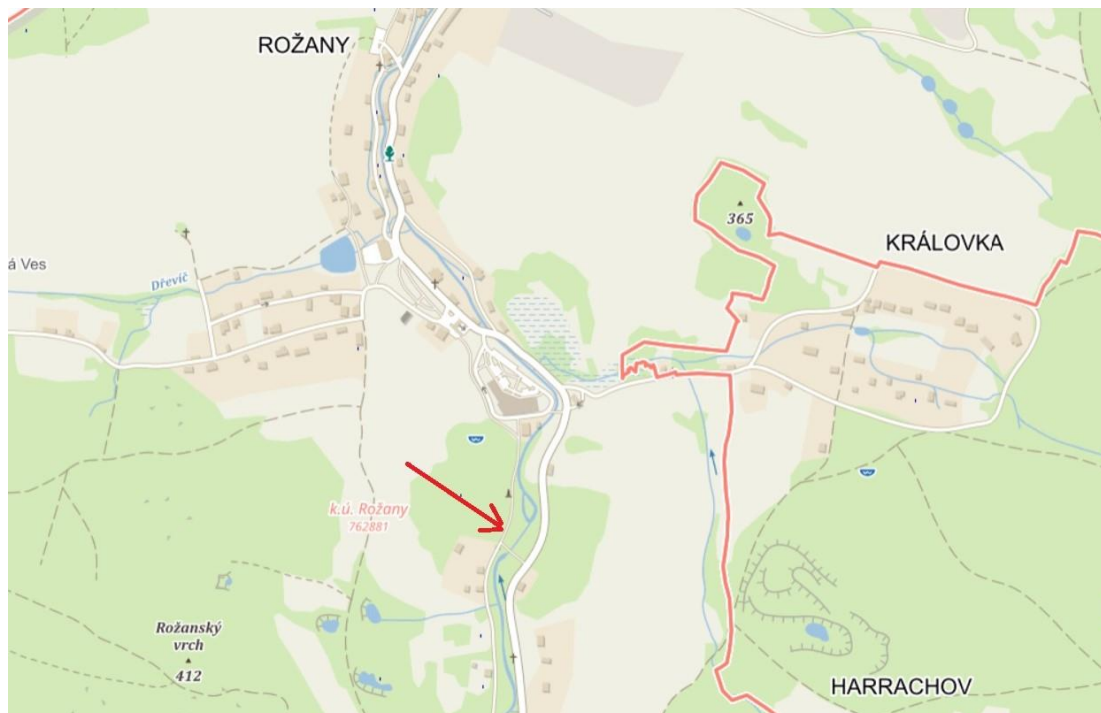 ROŽANY
365
KRÁLOVKA
á Ves
Dřevíč
k.ú. Rožany
762881
Rožanský
vrch
412
HARRACHOV